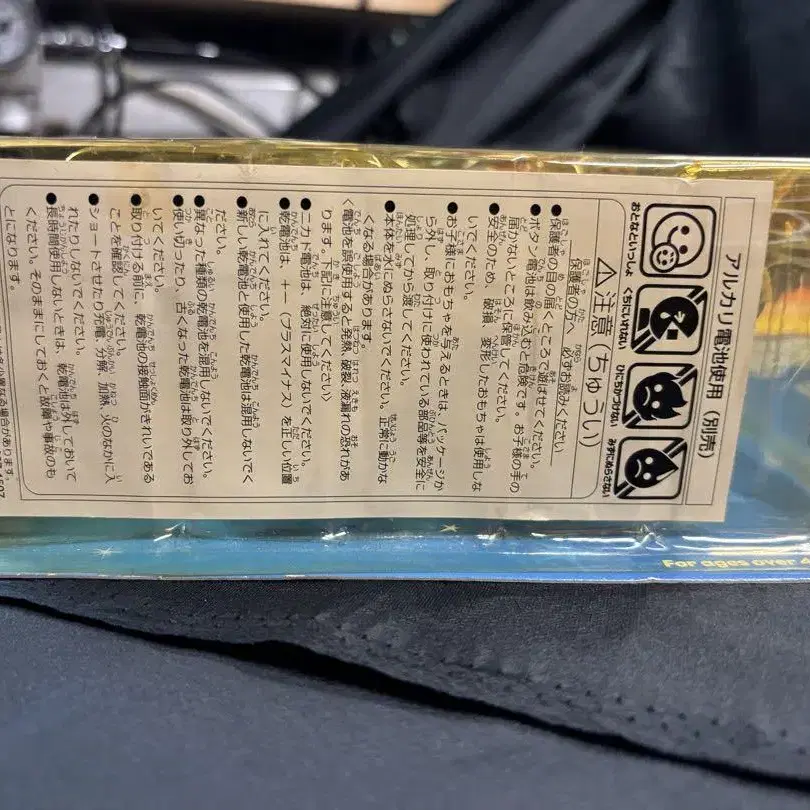 アルカリ電池使用(別売)
おとなといっしょ くちにいれない ひにちかづけない みずにぬらさない
⚠注意(ちゅうい)
保護者の方へ 必ずお読みください
●保護者の目の届くところで遊ばせてください。
●ボタン電池は飲み込むと危険です。お子様の手の
届かないところに保管してください。
●安全のため、破損、変形したおもちゃは使用しな
いでください。
●お子様におもちゃを与えるときは、パッケージか
ら外し、取り付けに使われている部品等を安全に
処理してから渡してください。
●本体を水にぬらさないでください。正常に動かな
くなる場合があります。
〈電池を誤使用すると発熱、破裂、液漏れの恐れがあ
ります。下記に注意してください〉
●ニカド電池は、絶対に使用しないでください。
●乾電池は、+-(プラスマイナス)を正しい位置
に入れてください。
●新しい乾電池と使用した乾電池は混用しないでく
ださい。
●異なった種類の乾電池を混用しないでください。
●使い切ったり、古くなった乾電池は取り外してお
いてください。
●取り付ける前に、乾電池の接触面がきれいである
ことを確認してください。
●ショートさせたり充電、分解、加熱、火のなかに入
れたりしないでください。
●長時間使用しないときは、乾電池は外しておいて
ください。そのままにしておくと故障や事故のも
とになります。
場合があります。
For ages over 4